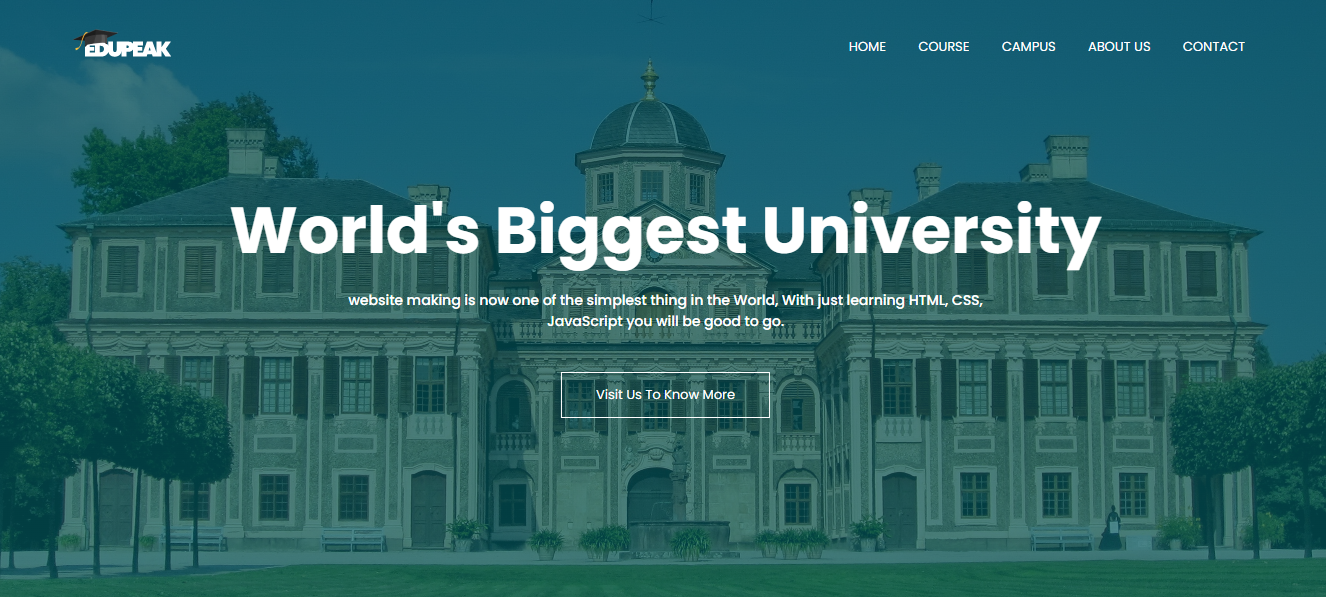 EDUPEAK
HOME COURSE CAMPUS ABOUT US CONTACT
World's Biggest University
website making is now one of the simplest thing in the World, With just learning HTML, CSS,
JavaScript you will be good to go.
Visit Us To Know More